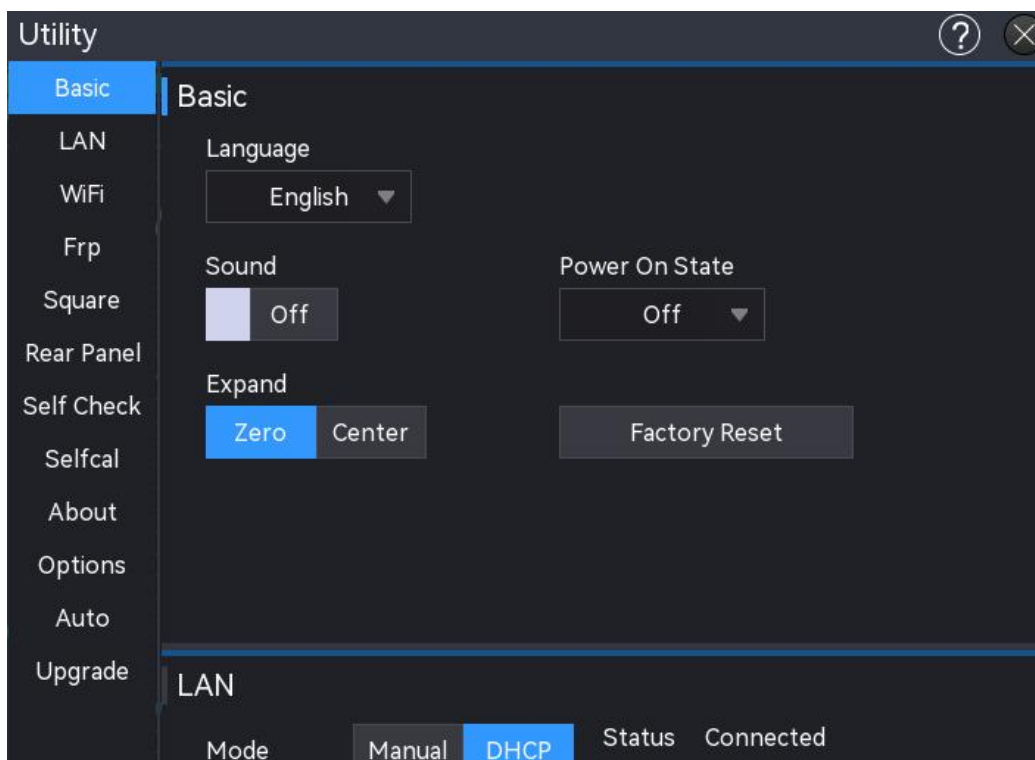 Utility ?
Basic
LAN
WiFi
Frp
Square
Rear Panel
Self Check
Selfcal
About
Options
Auto
Upgrade
Basic
Language
English
Sound Power On State
Off Off
Expand
Zero Center Factory Reset
LAN
Mode Manual DHCP Status Connected